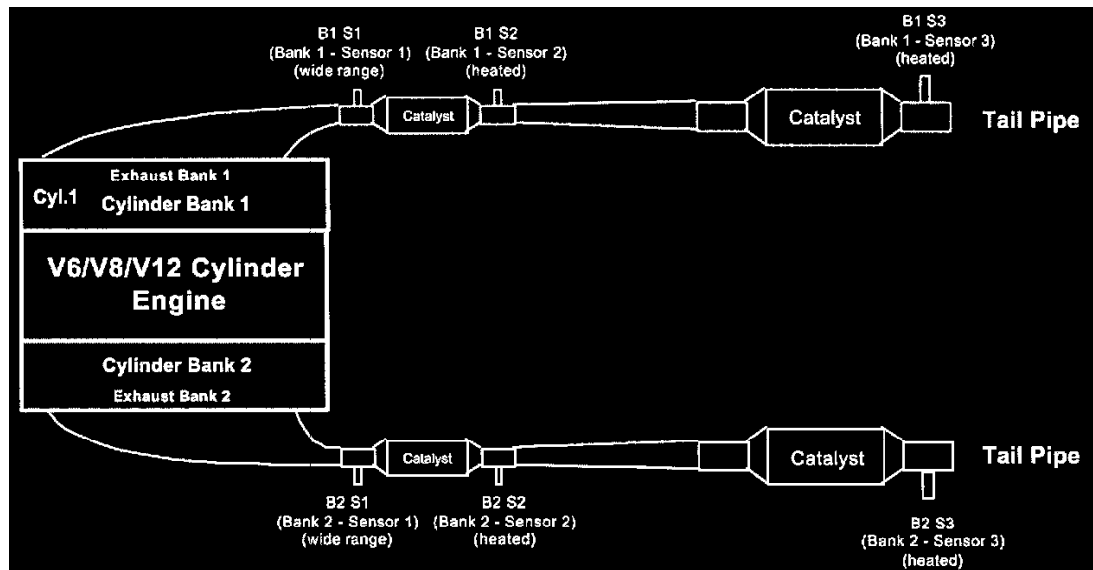 B1 S1
(Bank 1 - Sensor 1)
(wide range)
B1 S2
(Bank 1 - Sensor 2)
(heated)
B1 S3
(Bank 1 - Sensor 3)
(heated)
Catalyst
Catalyst
Tail Pipe
Exhaust Bank 1
Cyl.1
Cylinder Bank 1
V6/V8/V12 Cylinder
Engine
Cylinder Bank 2
Exhaust Bank 2
Catalyst
Catalyst
Tail Pipe
B2 S1
(Bank 2 - Sensor 1)
(wide range)
B2 S2
(Bank 2 - Sensor 2)
(heated)
B2 S3
(Bank 2 - Sensor 3)
(heated)